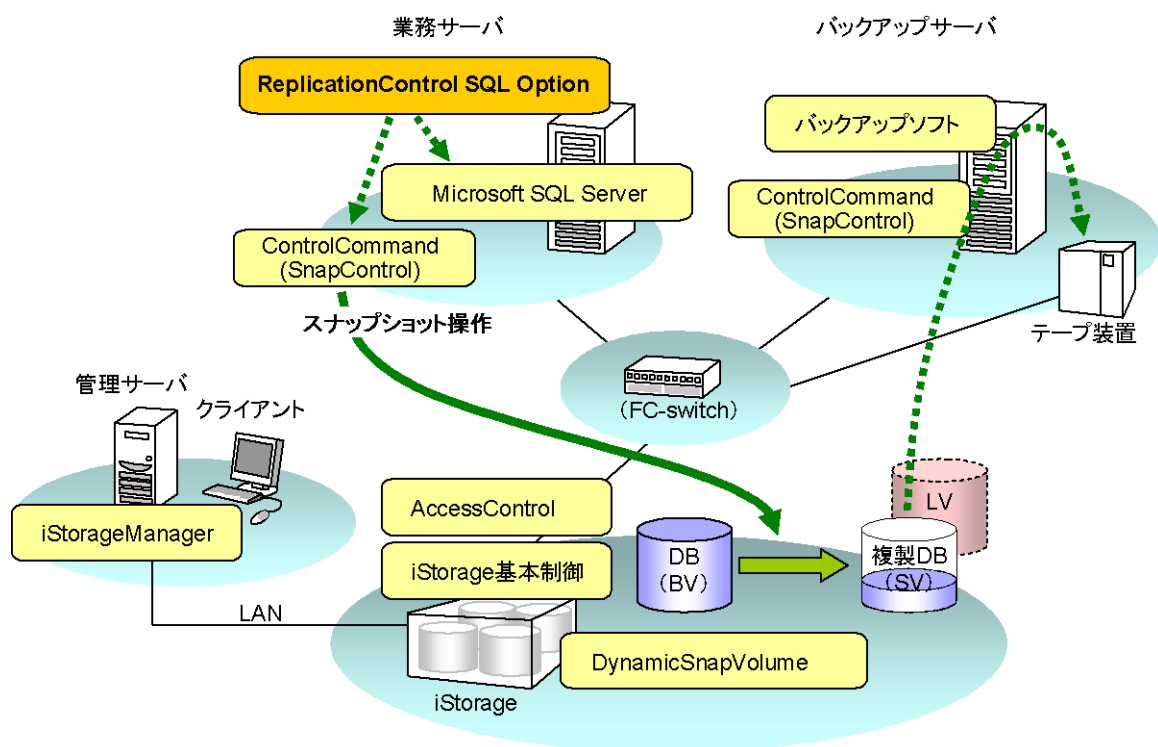 業務サーバ
バックアップサーバ
ReplicationControl SQL Option
バックアップソフト
Microsoft SQL Server
ControlCommand
(SnapControl)
ControlCommand
(SnapControl)
スナップショット操作
テープ装置
管理サーバ
クライアント
（FC-switch）
iStorageManager
AccessControl
iStorage基本制御
DB
（BV）
LV
複製DB
（SV）
LAN
DynamicSnapVolume
iStorage